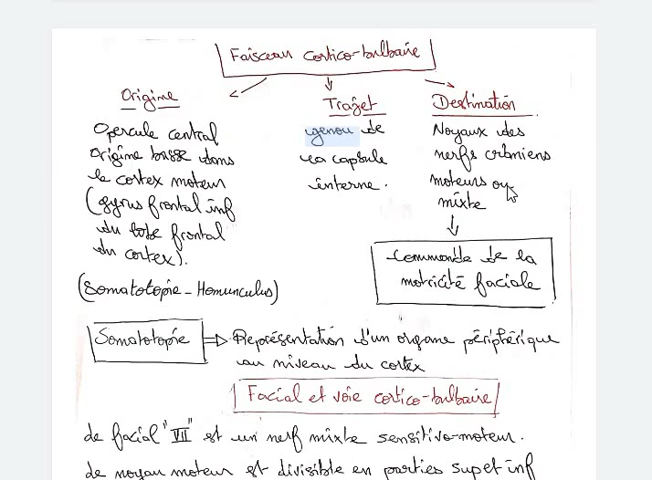 Faisceau cortico-bulbaire
Origine
Opercule central
Origine basse dans
le cortex moteur
(gyrus frontal inf
du lobe frontal
du cortex).
(Somatotopie - Homunculus)
Trajet
genou de
la capsule
interne.
Destination
Noyaux des
nerfs crâniens
moteurs ou
mixte
Commande de la
motricité faciale
Somatotopie => Représentation d'un organe périphérique
au niveau du cortex
Facial et voie cortico-bulbaire
de facial "VII" est un nerf mixte sensitivo-moteur.
de noyau moteur est divisible en parties sup et inf